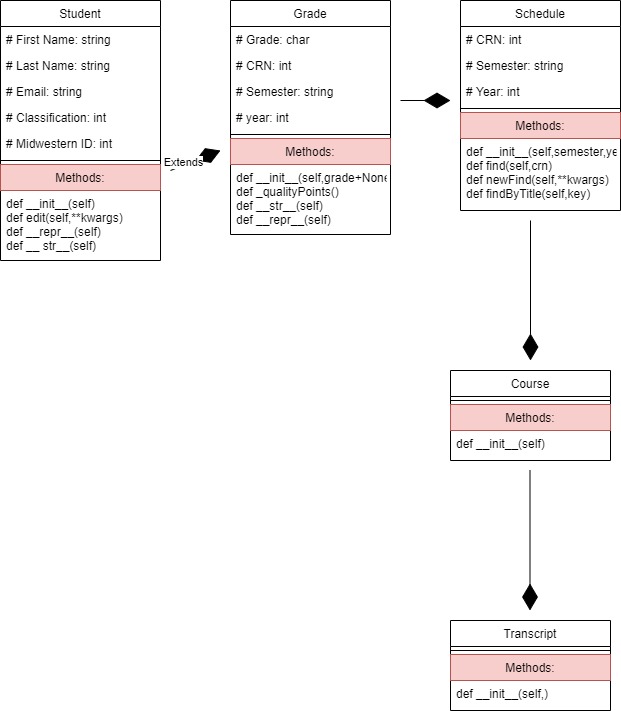 Student
# First Name: string
# Last Name: string
# Email: string
# Classification: int
# Midwestern ID: int
Methods:
def __init__(self)
def edit(self,**kwargs)
def __repr__(self)
def __ str__(self)
Extends
Grade
# Grade: char
# CRN: int
# Semester: string
# year: int
Methods:
def __init__(self,grade+None
def _qualityPoints()
def __str__(self)
def __repr__(self)
Schedule
# CRN: int
# Semester: string
# Year: int
Methods:
def __init__(self,semester,ye
def find(self,crn)
def newFind(self,**kwargs)
def findByTitle(self,key)
Course
Methods:
def __init__(self)
Transcript
Methods:
def __init__(self,)